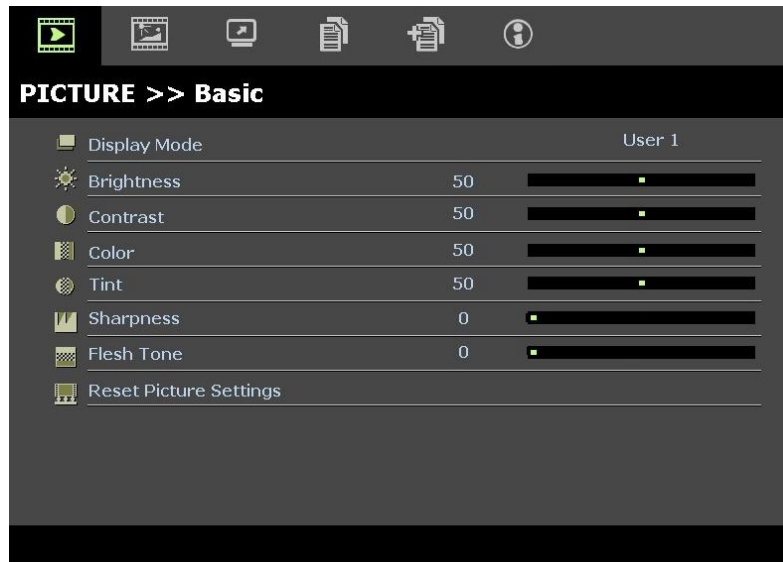 PICTURE >> Basic
Display Mode User 1
Brightness 50
Contrast 50
Color 50
Tint 50
Sharpness 0
Flesh Tone 0
Reset Picture Settings